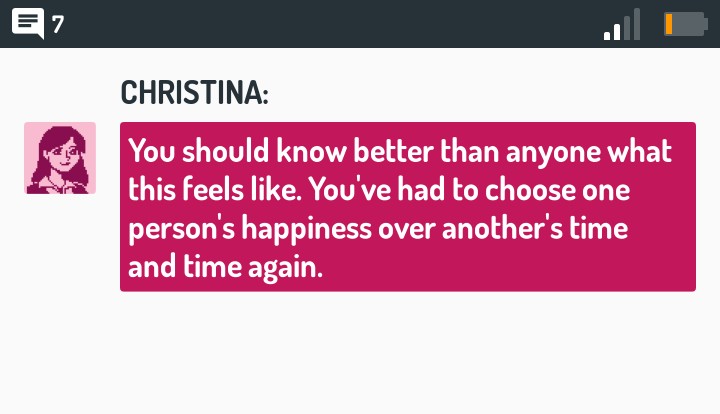 7
CHRISTINA:
You should know better than anyone what
this feels like. You've had to choose one
person's happiness over another's time
and time again.